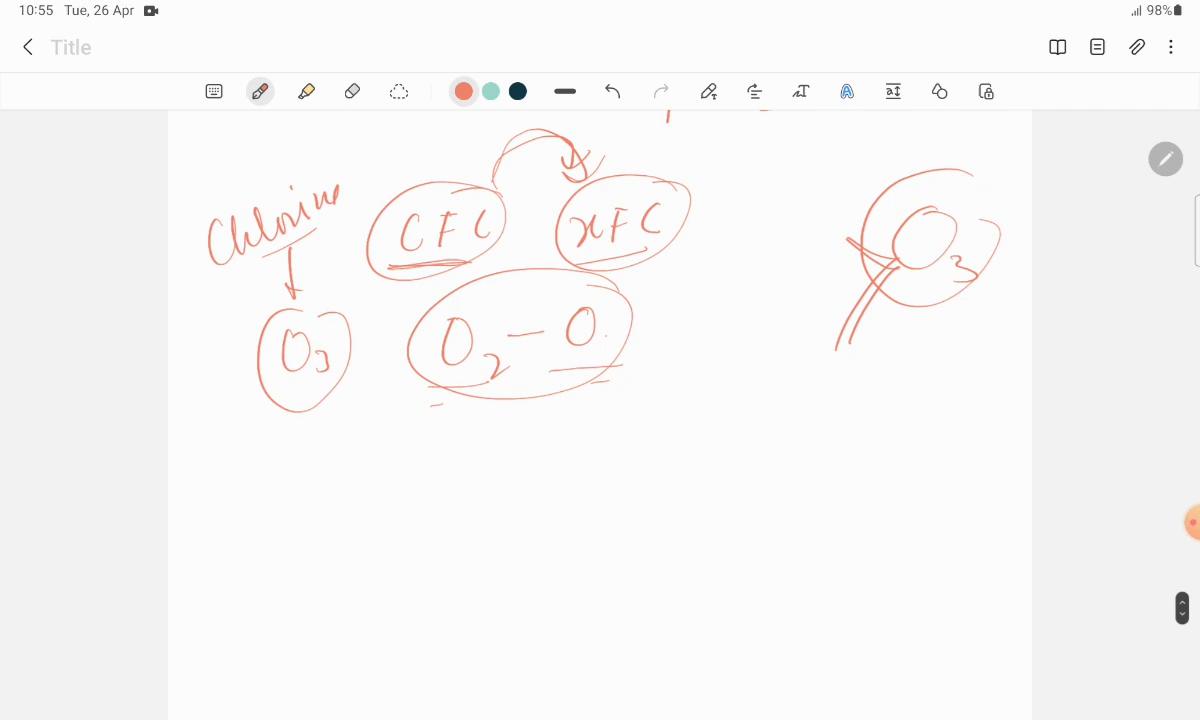 10:55 Tue, 26 Apr 98%
Title
Chlorine CFC HFC O3
O3 O2 - O